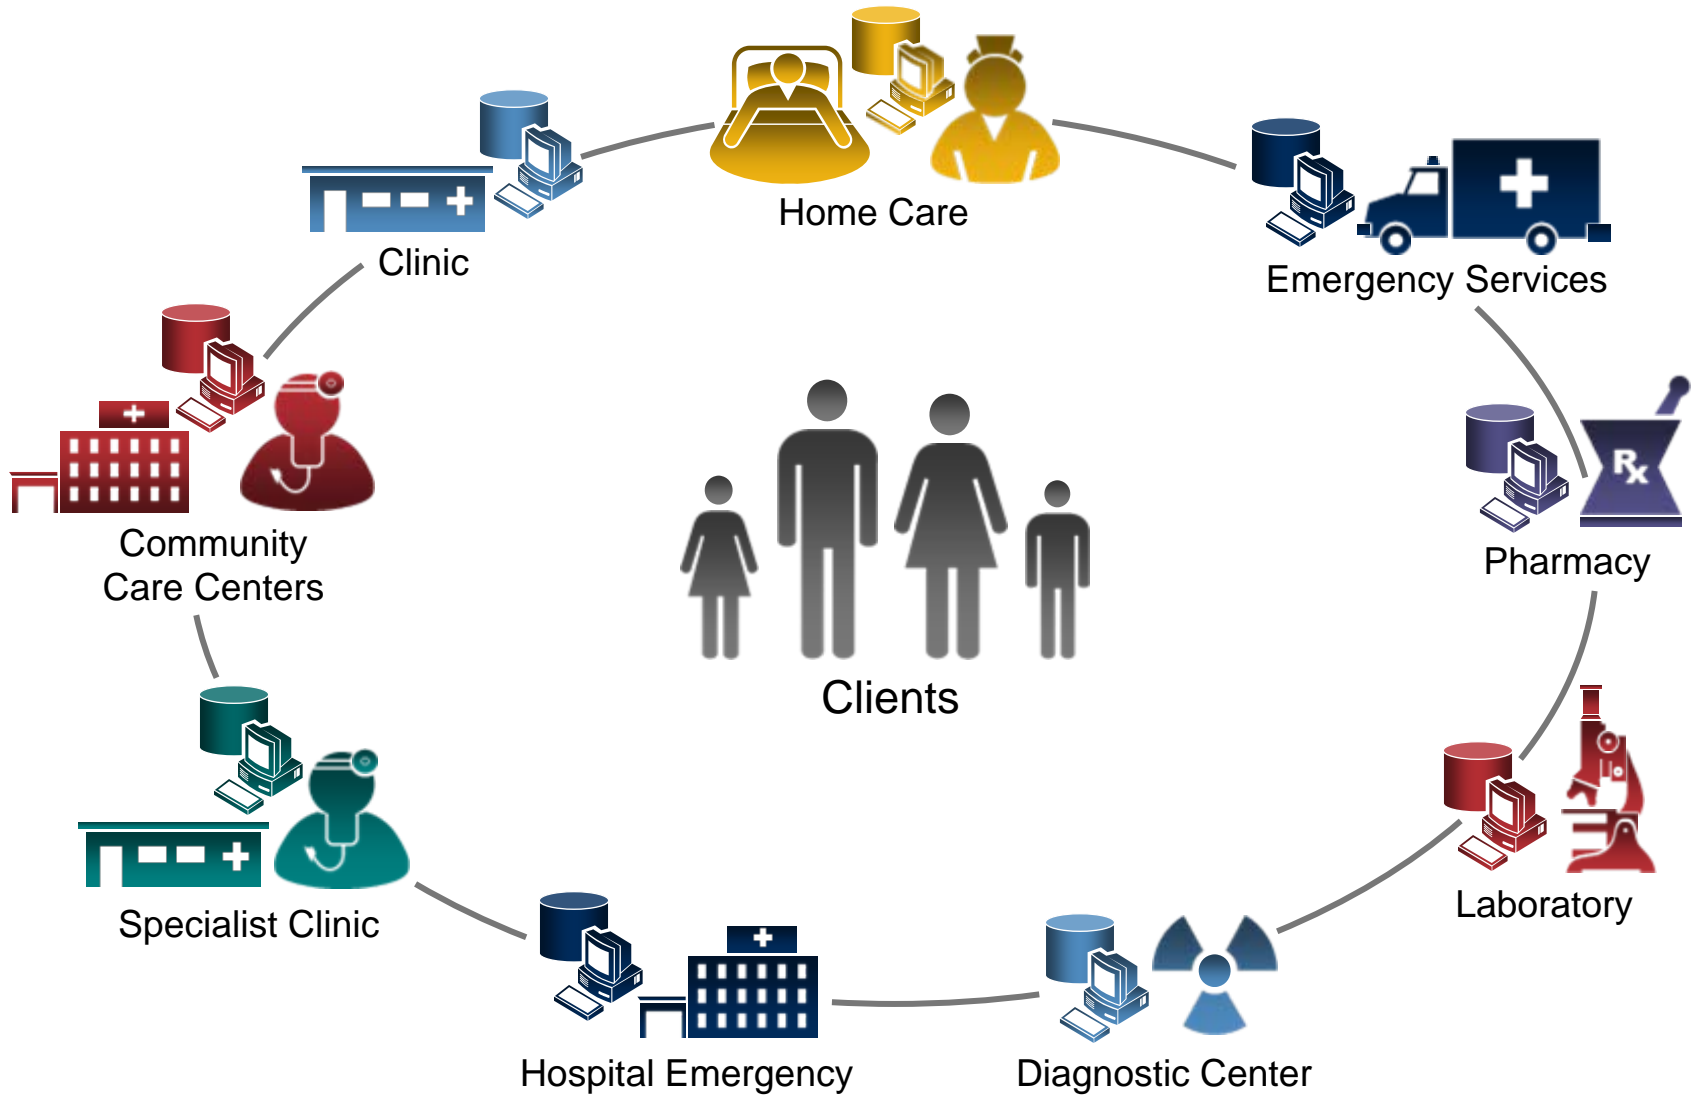 Home Care
Clinic
Emergency Services
Rx
Community
Care Centers
Pharmacy
Clients
Specialist Clinic
Laboratory
Hospital Emergency
Diagnostic Center